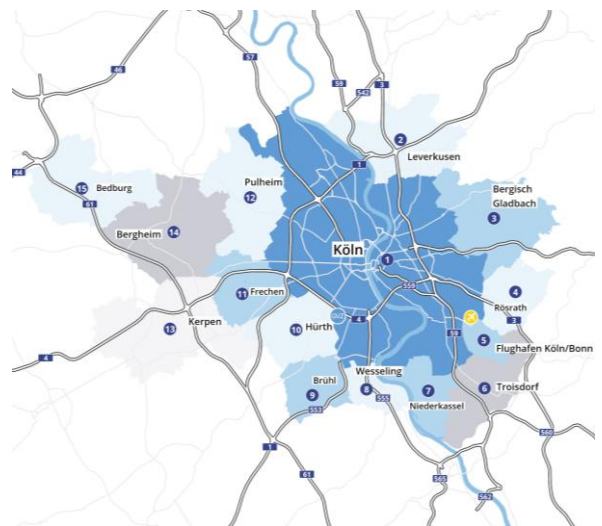 57
59
3
46
542
2
Leverkusen
1
44
15
Bedburg
61
Pulheim
12
Bergisch
Gladbach
3
14
Bergheim
Köln
1
11
Frechen
559
4
Rösrath
3
13
Kerpen
10
Hürth
4
59
5
Flughafen Köln/Bonn
4
Wesseling
Brühl
9
8
7
6
Troisdorf
555
Niederkassel
553
560
1
61
565
562